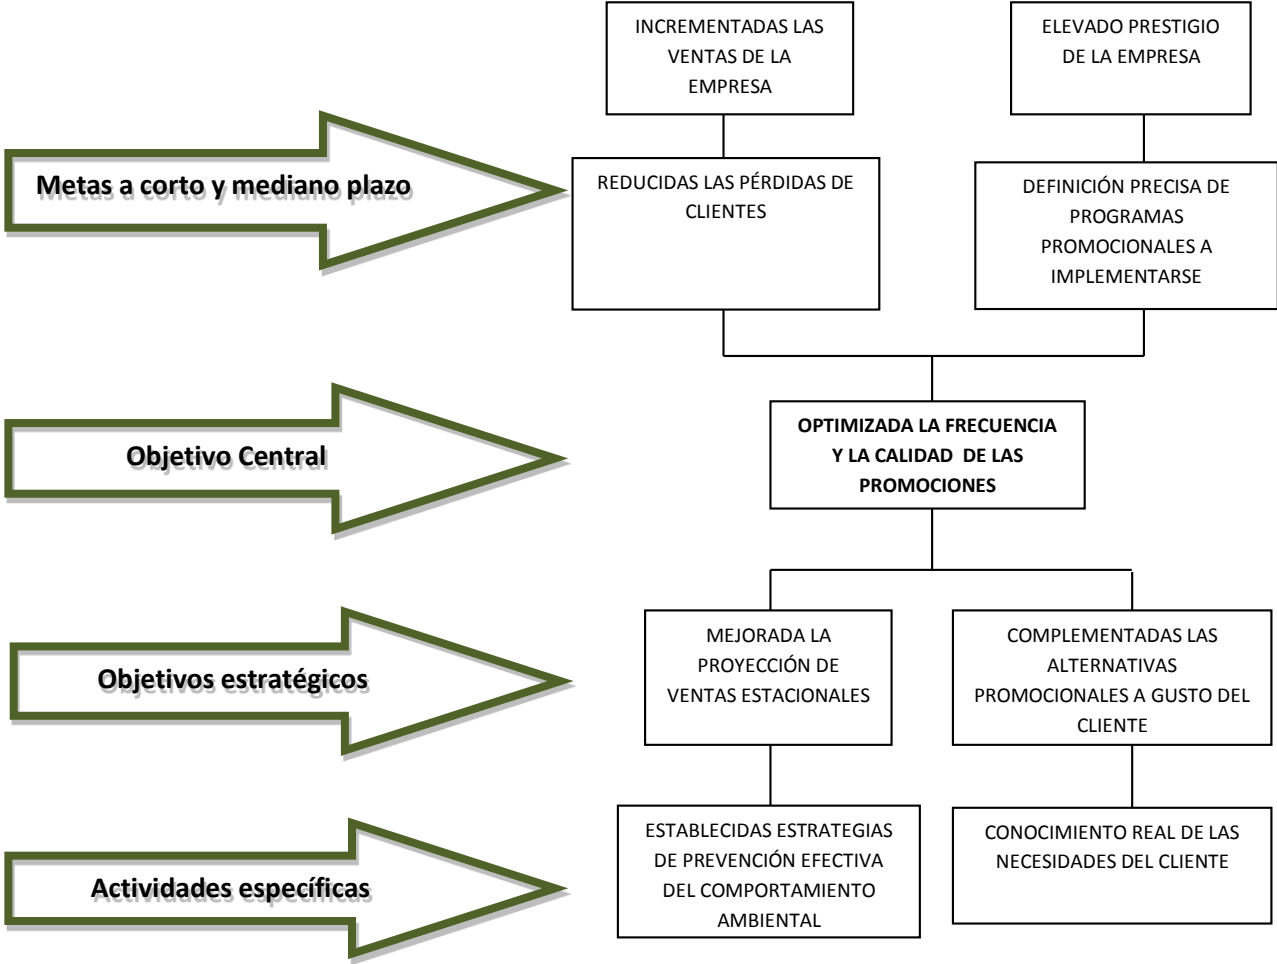 INCREMENTADAS LAS
VENTAS DE LA
EMPRESA
ELEVADO PRESTIGIO
DE LA EMPRESA
Metas a corto y mediano plazo
REDUCIDAS LAS PÉRDIDAS DE
CLIENTES
DEFINICIÓN PRECISA DE
PROGRAMAS
PROMOCIONALES A
IMPLEMENTARSE
Objetivo Central
OPTIMIZADA LA FRECUENCIA
Y LA CALIDAD DE LAS
PROMOCIONES
Objetivos estratégicos
MEJORADA LA
PROYECCIÓN DE
VENTAS ESTACIONALES
COMPLEMENTADAS LAS
ALTERNATIVAS
PROMOCIONALES A GUSTO DEL
CLIENTE
Actividades específicas
ESTABLECIDAS ESTRATEGIAS
DE PREVENCIÓN EFECTIVA
DEL COMPORTAMIENTO
AMBIENTAL
CONOCIMIENTO REAL DE LAS
NECESIDADES DEL CLIENTE